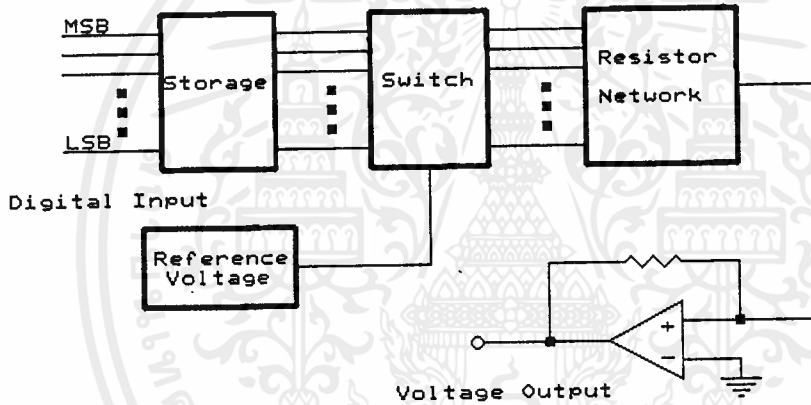 MSB
Storage
Switch
Resistor
Network
LSB
Digital Input
Reference
Voltage
+
−
Voltage Output